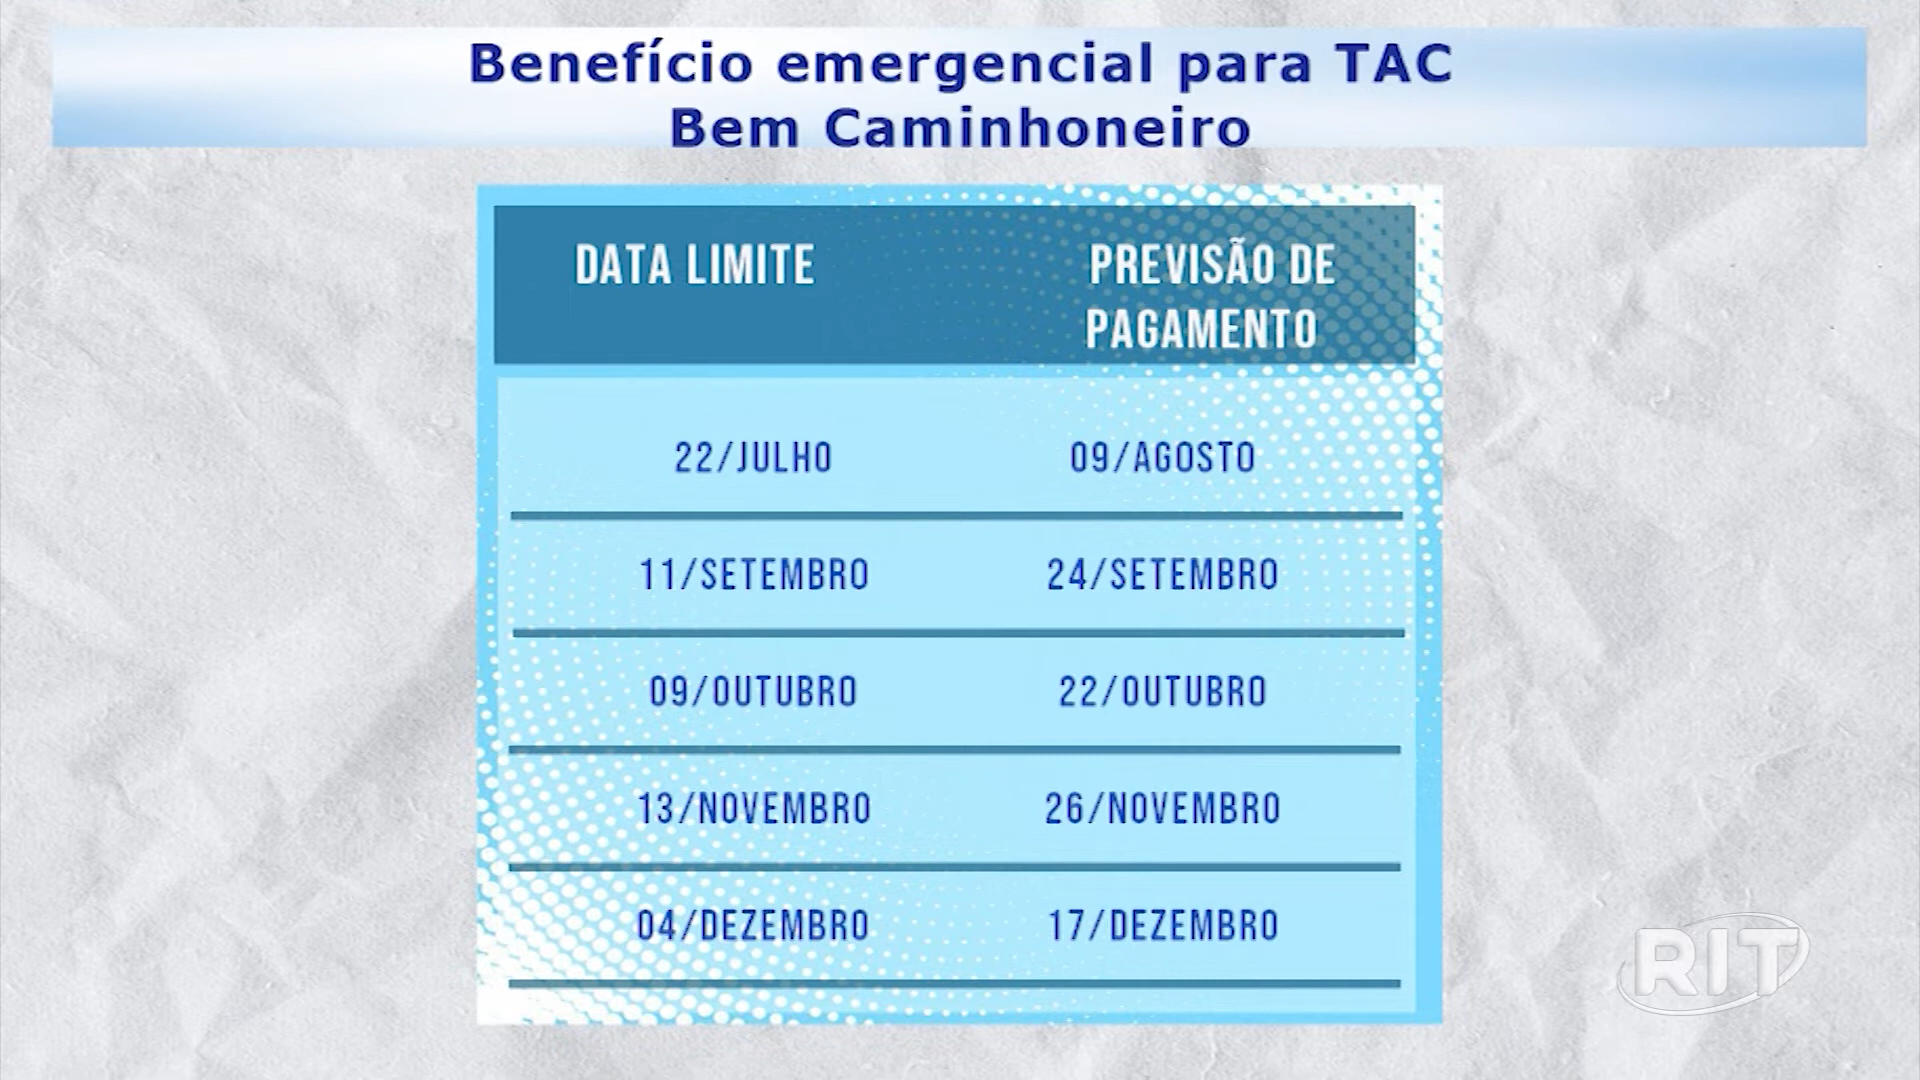 Benefício emergencial para TAC
Bem Caminhoneiro
DATA LIMITE PREVISÃO DE
PAGAMENTO
22/JULHO 09/AGOSTO
11/SETEMBRO 24/SETEMBRO
09/OUTUBRO 22/OUTUBRO
13/NOVEMBRO 26/NOVEMBRO
04/DEZEMBRO 17/DEZEMBRO
RIT